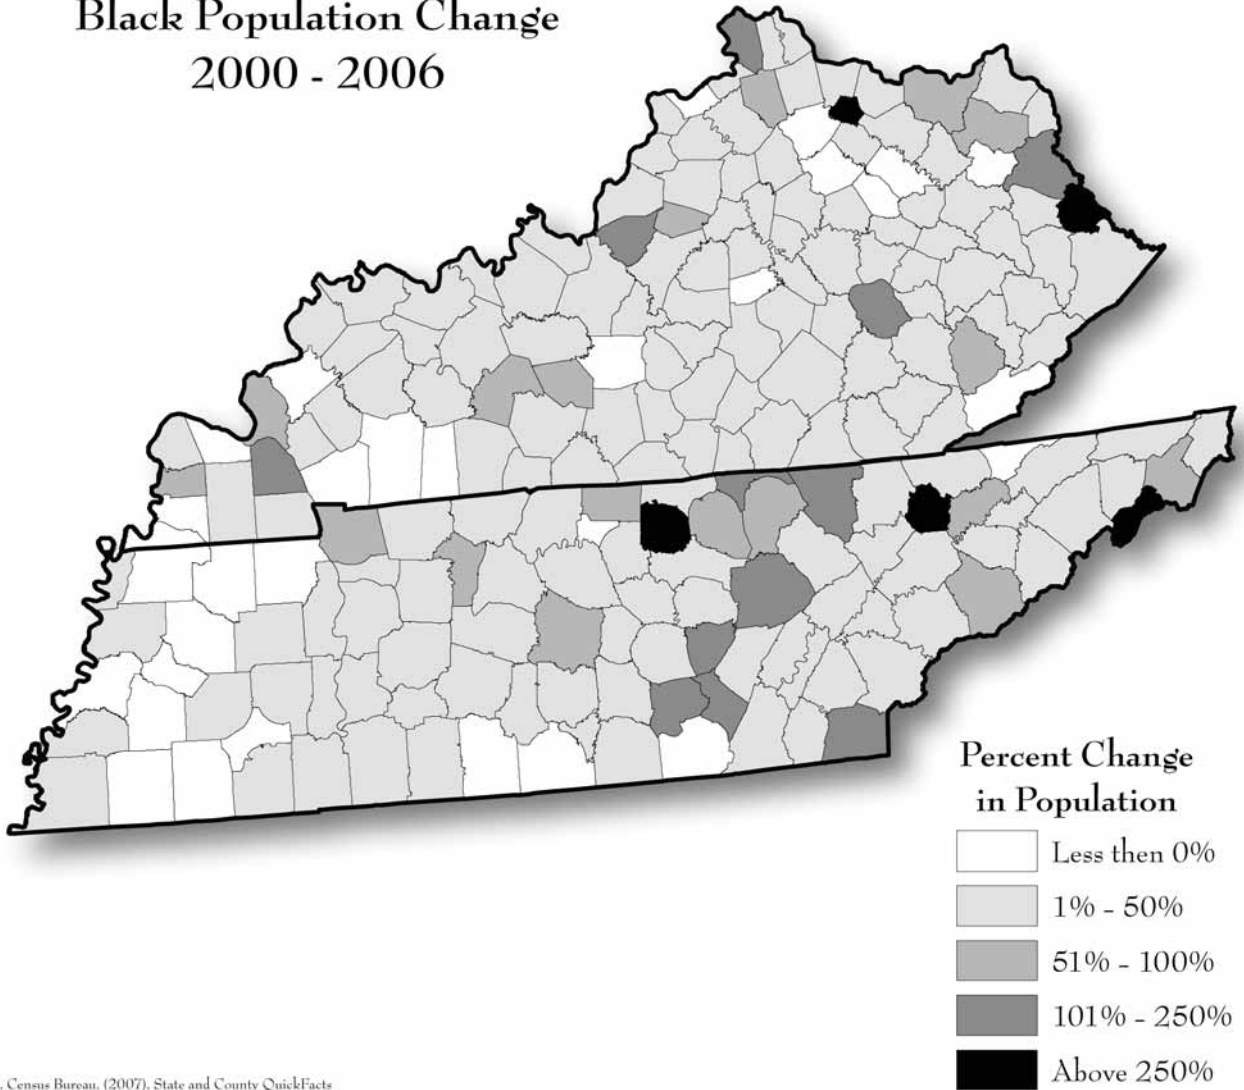 Black Population Change
2000 - 2006
Percent Change
in Population
Less then 0%
1% - 50%
51% - 100%
101% - 250%
Above 250%
. Census Bureau. (2007). State and County QuickFacts